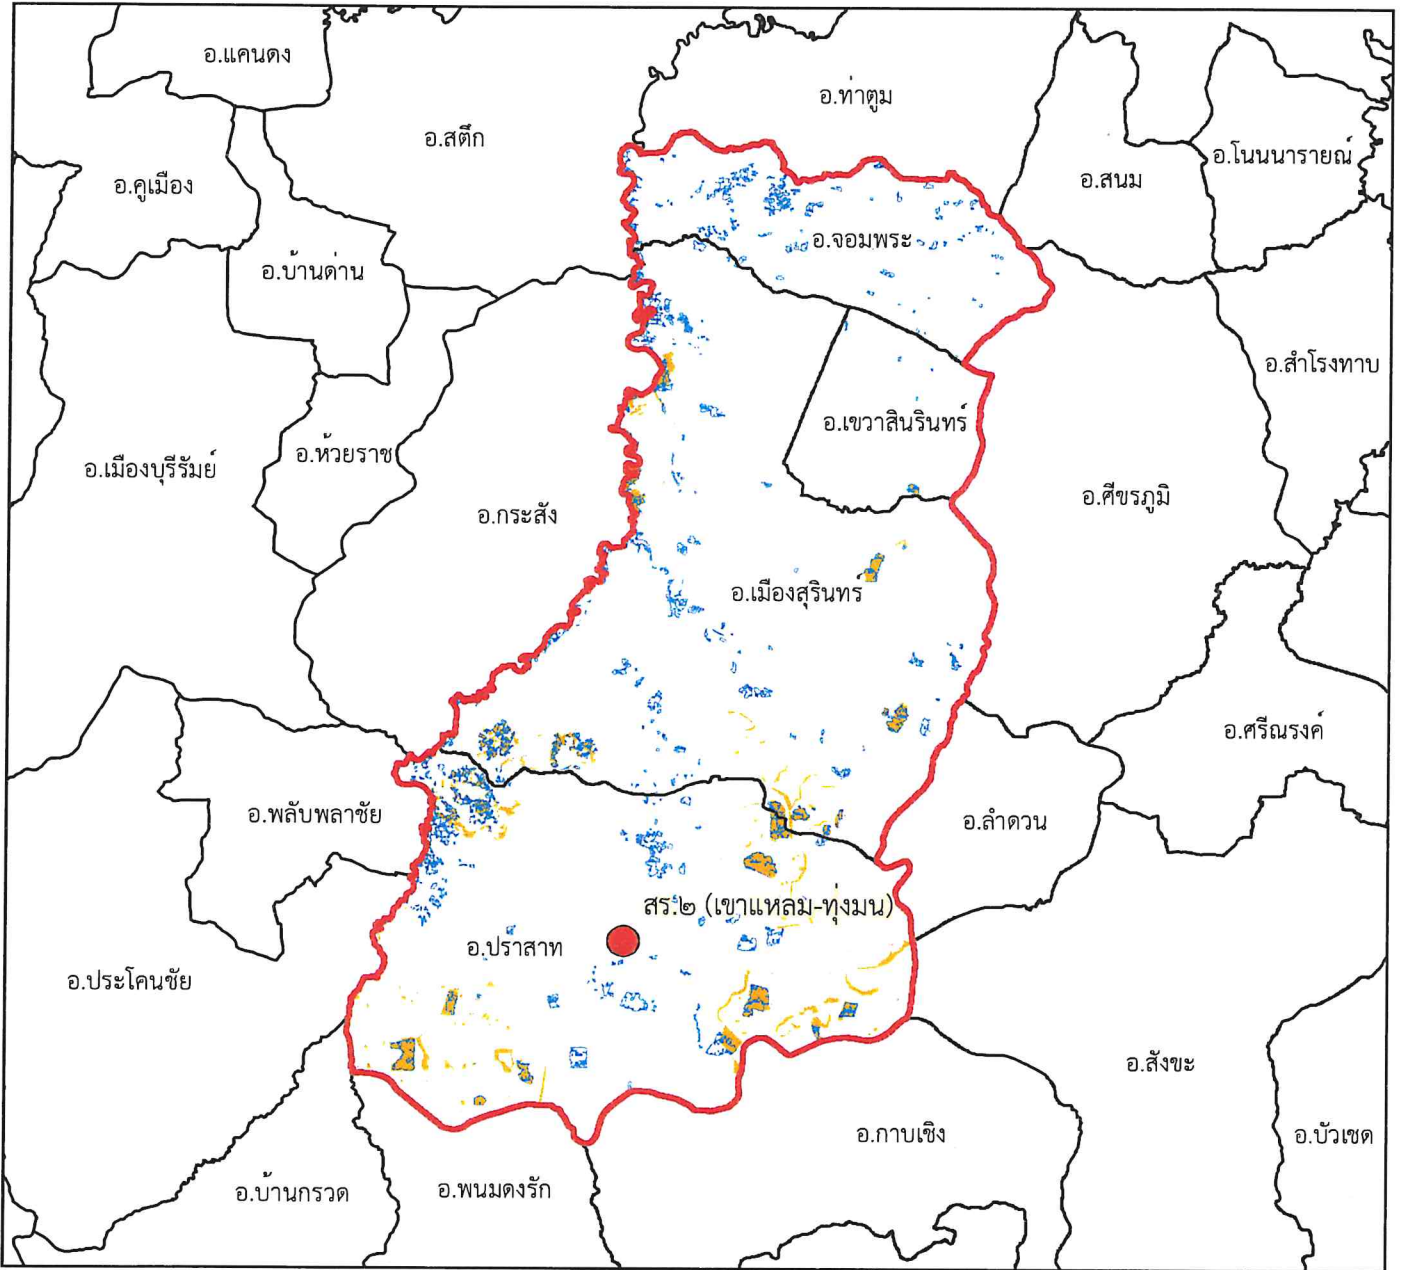 อ.แคนดง
อ.ท่าตูม
อ.สตึก
อ.โนนนารายณ์
อ.สนม
อ.คูเมือง
อ.จอมพระ
อ.บ้านด่าน
อ.สำโรงทาบ
อ.เขวาสินรินทร์
อ.ห้วยราช
อ.เมืองบุรีรัมย์
อ.ศีขรภูมิ
อ.กระสัง
อ.เมืองสุรินทร์
อ.ศรีณรงค์
อ.พลับพลาชัย
อ.ลำดวน
สร.๒ (เขาแหลม-ทุ่งมน)
อ.ปราสาท
อ.ประโคนชัย
อ.สังขะ
อ.กาบเชิง
อ.บัวเชด
อ.บ้านกรวด
อ.พนมดงรัก